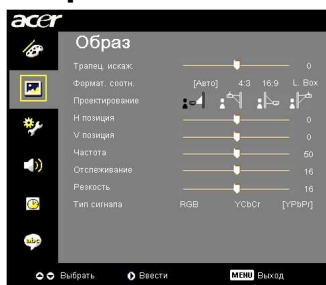 acer
Образ
Трапец. искаж. 0
Формат. соотн. [Авто] 4:3 16:9 L. Box
Проектирование
H позиция 0
V позиция 0
Частота 50
Отслеживание 16
Резкость 16
Тип сигнала RGB YCbCr [YPbPr]
abc
Выбрать Ввести MENU Выход